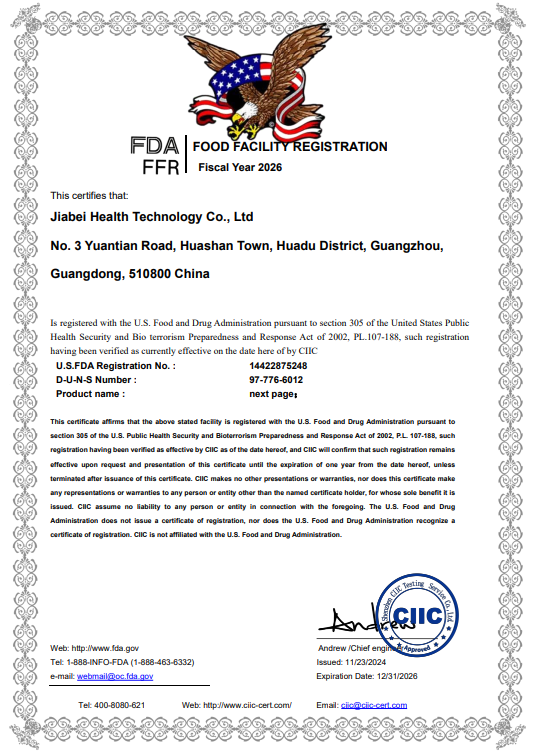 FDA
FFR
FOOD FACILITY REGISTRATION
Fiscal Year 2026
This certifies that:
Jiabei Health Technology Co., Ltd
No. 3 Yuantian Road, Huashan Town, Huadu District, Guangzhou,
Guangdong, 510800 China
Is registered with the U.S. Food and Drug Administration pursuant to section 305 of the United States Public
Health Security and Bio terrorism Preparedness and Response Act of 2002, PL.107-188, such registration
having been verified as currently effective on the date here of by CIIC
U.S.FDA Registration No. : 14422875248
D-U-N-S Number : 97-776-6012
Product name : next page;
This certificate affirms that the above stated facility is registered with the U.S. Food and Drug Administration pursuant to
section 305 of the U.S. Public Health Security and Bioterrorism Preparedness and Response Act of 2002, P.L. 107-188, such
registration having been verified as effective by CIIC as of the date hereof, and CIIC will confirm that such registration remains
effective upon request and presentation of this certificate until the expiration of one year from the date hereof, unless
terminated after issuance of this certificate. CIIC makes no other presentations or warranties, nor does this certificate make
any representations or warranties to any person or entity other than the named certificate holder, for whose sole benefit it is
issued. CIIC assume no liability to any person or entity in connection with the foregoing. The U.S. Food and Drug
Administration does not issue a certificate of registration, nor does the U.S. Food and Drug Administration recognize a
certificate of registration. CIIC is not affiliated with the U.S. Food and Drug Administration.
Shenzhen CIIC Testing Service Co., Ltd.
CIIC
Approved
Andrew
Web: http://www.fda.gov
Andrew /Chief engineer
Tel: 1-888-INFO-FDA (1-888-463-6332)
Issued: 11/23/2024
e-mail: webmail@oc.fda.gov
Expiration Date: 12/31/2026
Tel: 400-8080-621 Web: http://www.ciic-cert.com/ Email: ciic@ciic-cert.com